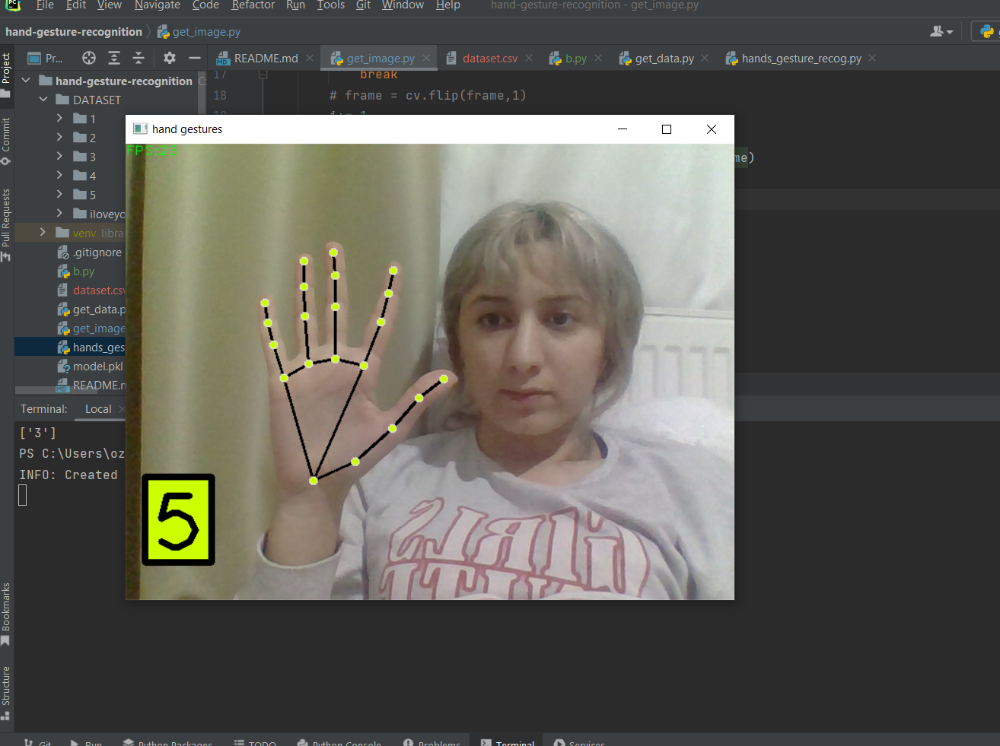 File Edit View Navigate Code Refactor Run Tools Git Window Help hand-gesture-recognition - get_image.py
hand-gesture-recognition get_image.py
Project
Pr...
README.md
get_image.py
dataset.csv
b.py
get_data.py
hands_gesture_recog.py
hand-gesture-recognition
DATASET
1
2
3
4
5
iloveyo
venv libra
.gitignore
b.py
dataset.csv
get_data.p
get_image
hands_ges
model.pkl
README.m
17 break
18 # frame = cv.flip(frame,1)
me)
hand gestures
FPS:23
5
Commit
Pull Requests
Terminal: Local
['3']
PS C:\Users\oz
INFO: Created
Bookmarks
Structure
Git Run Python Packages TODO Python Console Problems Terminal Services